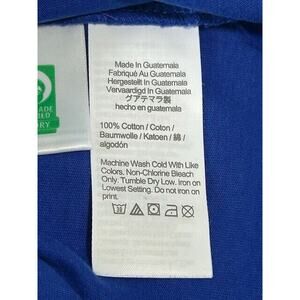 Made In Guatemala
Fabriqué Au Guatemala
Hergestellt In Guatemala
Vervaardigd In Guatemala
グアテマラ製
hecho en guatemala
100% Cotton / Coton /
Baumwolle / Katoen / 綿 /
algodón
Machine Wash Cold With Like
Colors, Non-Chlorine Bleach
Only. Tumble Dry Low. Iron on
Lowest Setting. Do not iron on
print.